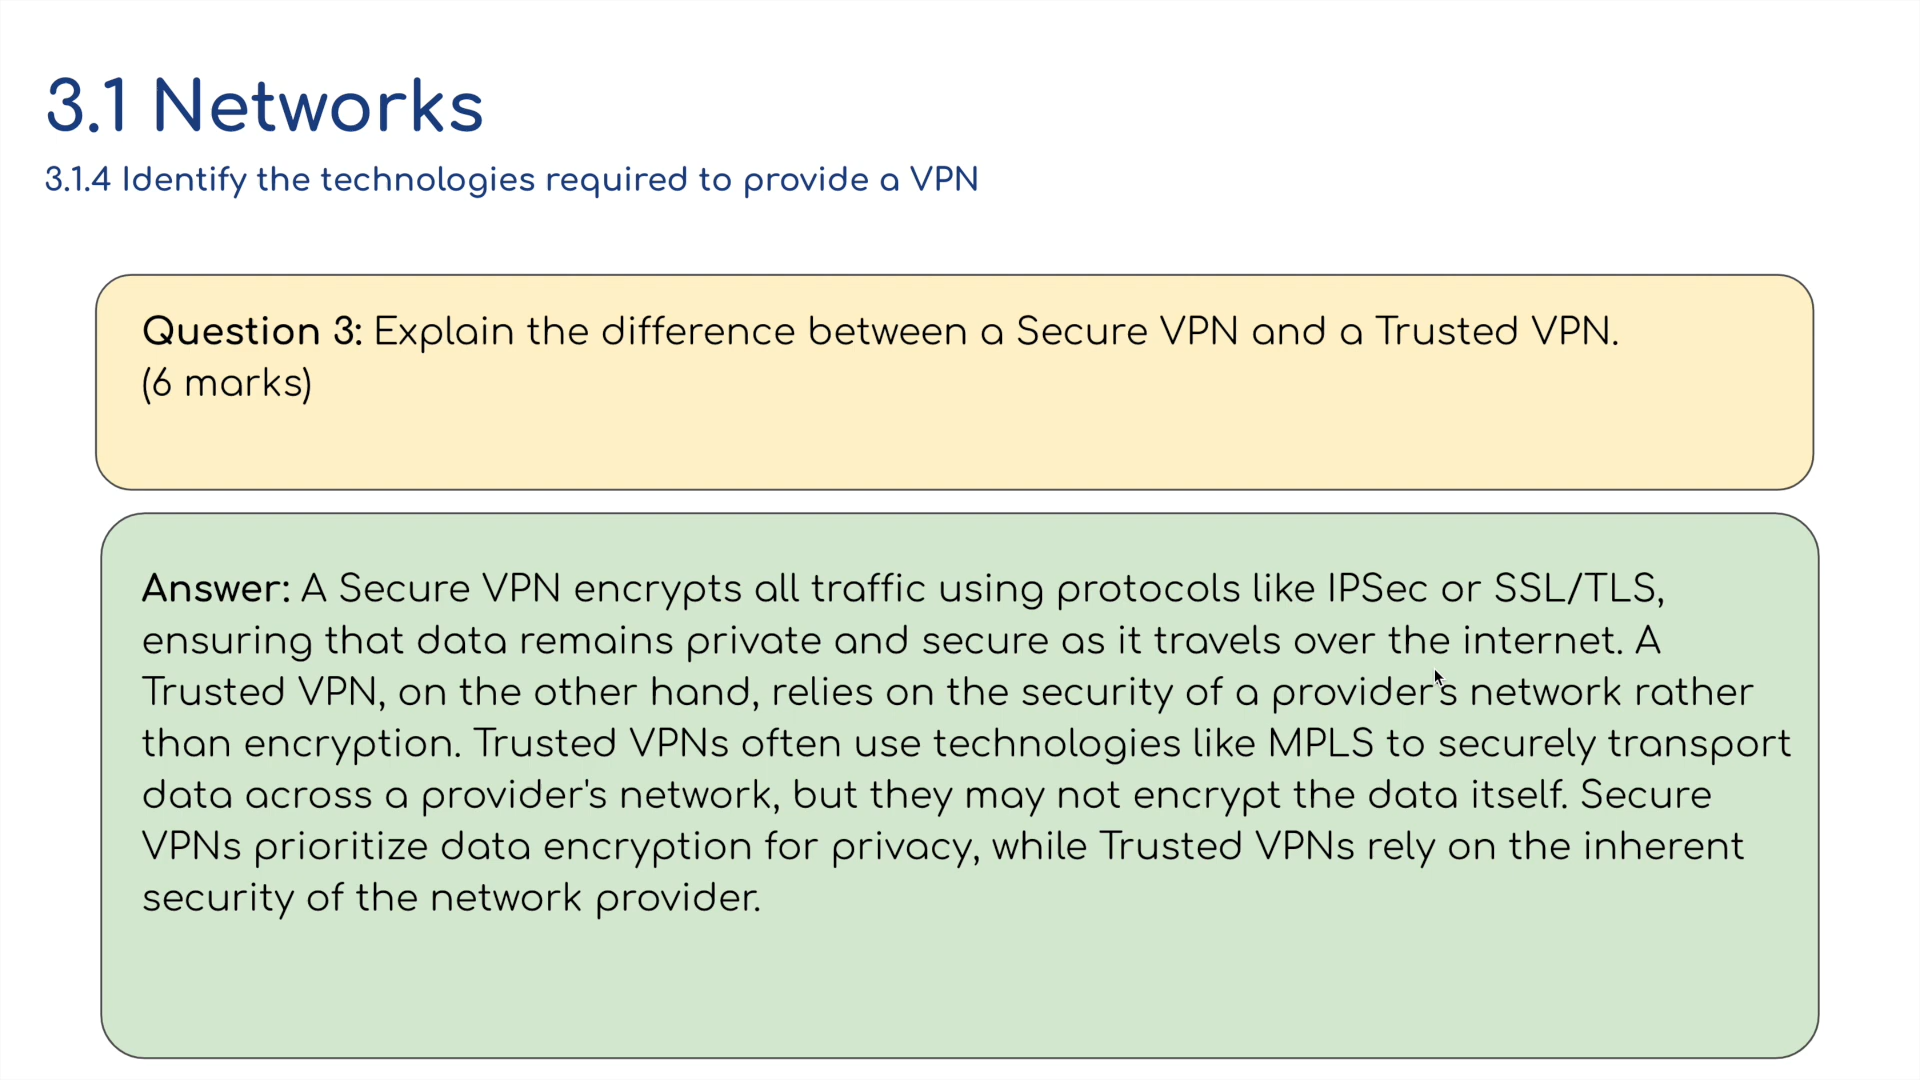 3.1 Networks
3.1.4 Identify the technologies required to provide a VPN
Question 3: Explain the difference between a Secure VPN and a Trusted VPN.
(6 marks)
Answer: A Secure VPN encrypts all traffic using protocols like IPSec or SSL/TLS,
ensuring that data remains private and secure as it travels over the internet. A
Trusted VPN, on the other hand, relies on the security of a provider's network rather
than encryption. Trusted VPNs often use technologies like MPLS to securely transport
data across a provider's network, but they may not encrypt the data itself. Secure
VPNs prioritize data encryption for privacy, while Trusted VPNs rely on the inherent
security of the network provider.